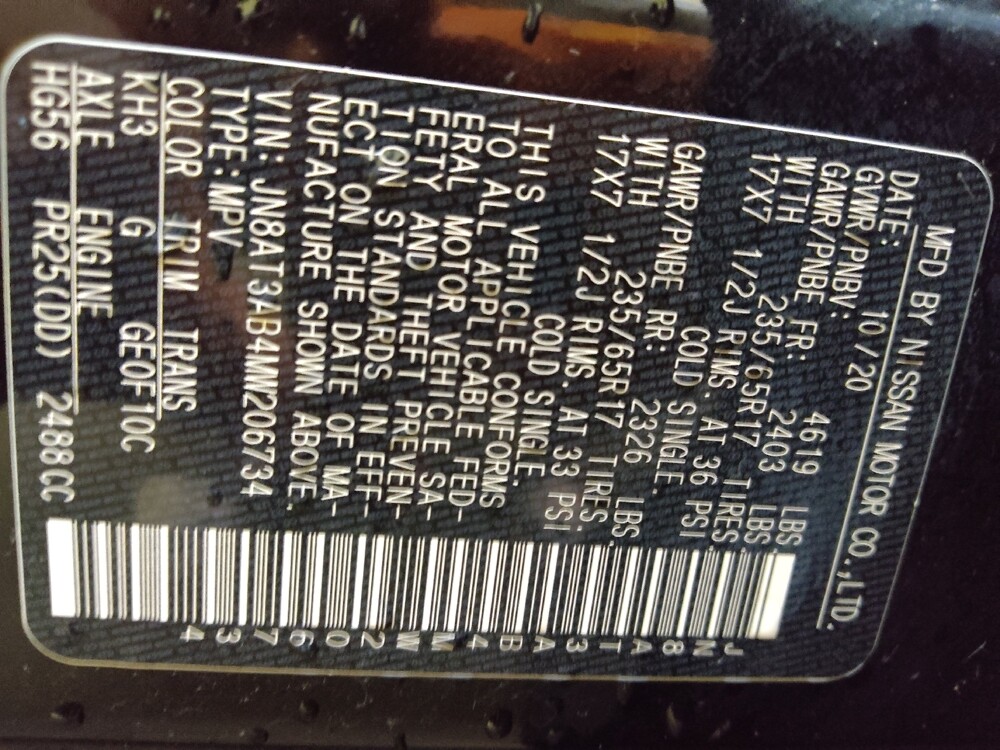 MFD BY NISSAN MOTOR CO.,LTD.
DATE: 10/20
GVWR/PNBV: 4619 LBS
GAWR/PNBE FR: 2403 LBS
WITH 235/65R17 TIRES,
17X7 1/2J RIMS. AT 36 PSI
COLD SINGLE.
GAWR/PNBE RR: 2326 LBS.
WITH 235/65R17 TIRES,
17X7 1/2J RIMS. AT 33 PSI
COLD SINGLE.
THIS VEHICLE CONFORMS
TO ALL APPLICABLE FED-
ERAL MOTOR VEHICLE SA-
FETY AND THEFT PREVEN-
TION STANDARDS IN EFF-
ECT ON THE DATE OF MA-
NUFACTURE SHOWN ABOVE.
VIN: JN8AT3AB4MW206734
TYPE:MPV
COLOR TRIM TRANS
KH3 G GEOF10C
AXLE ENGINE
HG56 PR25(DD) 2488CC
JN8AT3AB4MW206734